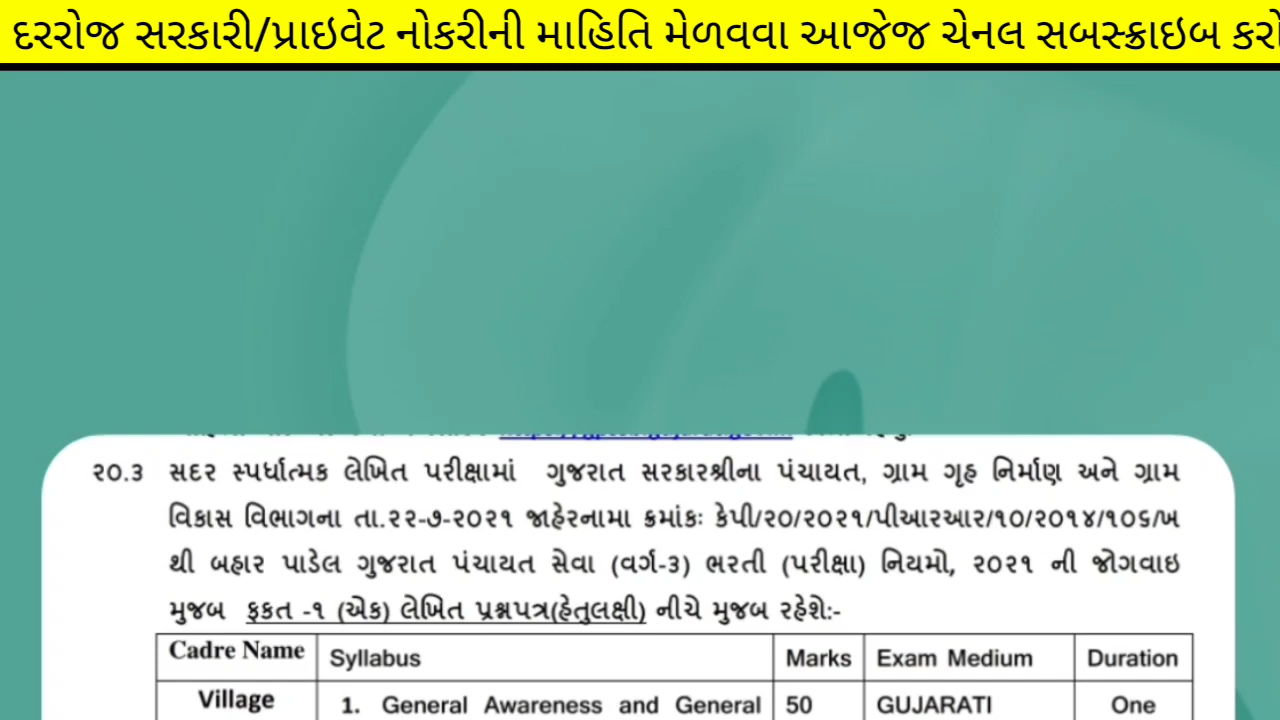 દરરોજ સરકારી/પ્રાઇવેટ નોકરીની માહિતિ મેળવવા આજેજ ચેનલ સબસ્ક્રાઇબ કરો
૨૦.૩ સદર સ્પર્ધાત્મક લેખિત પરીક્ષામાં ગુજરાત સરકારશ્રીના પંચાયત, ગ્રામ ગૃહ નિર્માણ અને ગ્રામ
વિકાસ વિભાગના તા.૨૨-૭-૨૦૨૧ જાહેરનામા ક્રમાંકઃ કેપી/૨૦/૨૦૨૧/પીઆરઆર/૧૦/૨૦૧૪/૧૦૬/ખ
થી બહાર પાડેલ ગુજરાત પંચાયત સેવા (વર્ગ-૩) ભરતી (પરીક્ષા) નિયમો, ૨૦૨૧ ની જોગવાઇ
મુજબ ફકત -૧ (એક) લેખિત પ્રશ્નપત્ર(હેતુલક્ષી) નીચે મુજબ રહેશેઃ-
Cadre Name Syllabus Marks Exam Medium Duration
Village 1. General Awareness and General 50 GUJARATI One